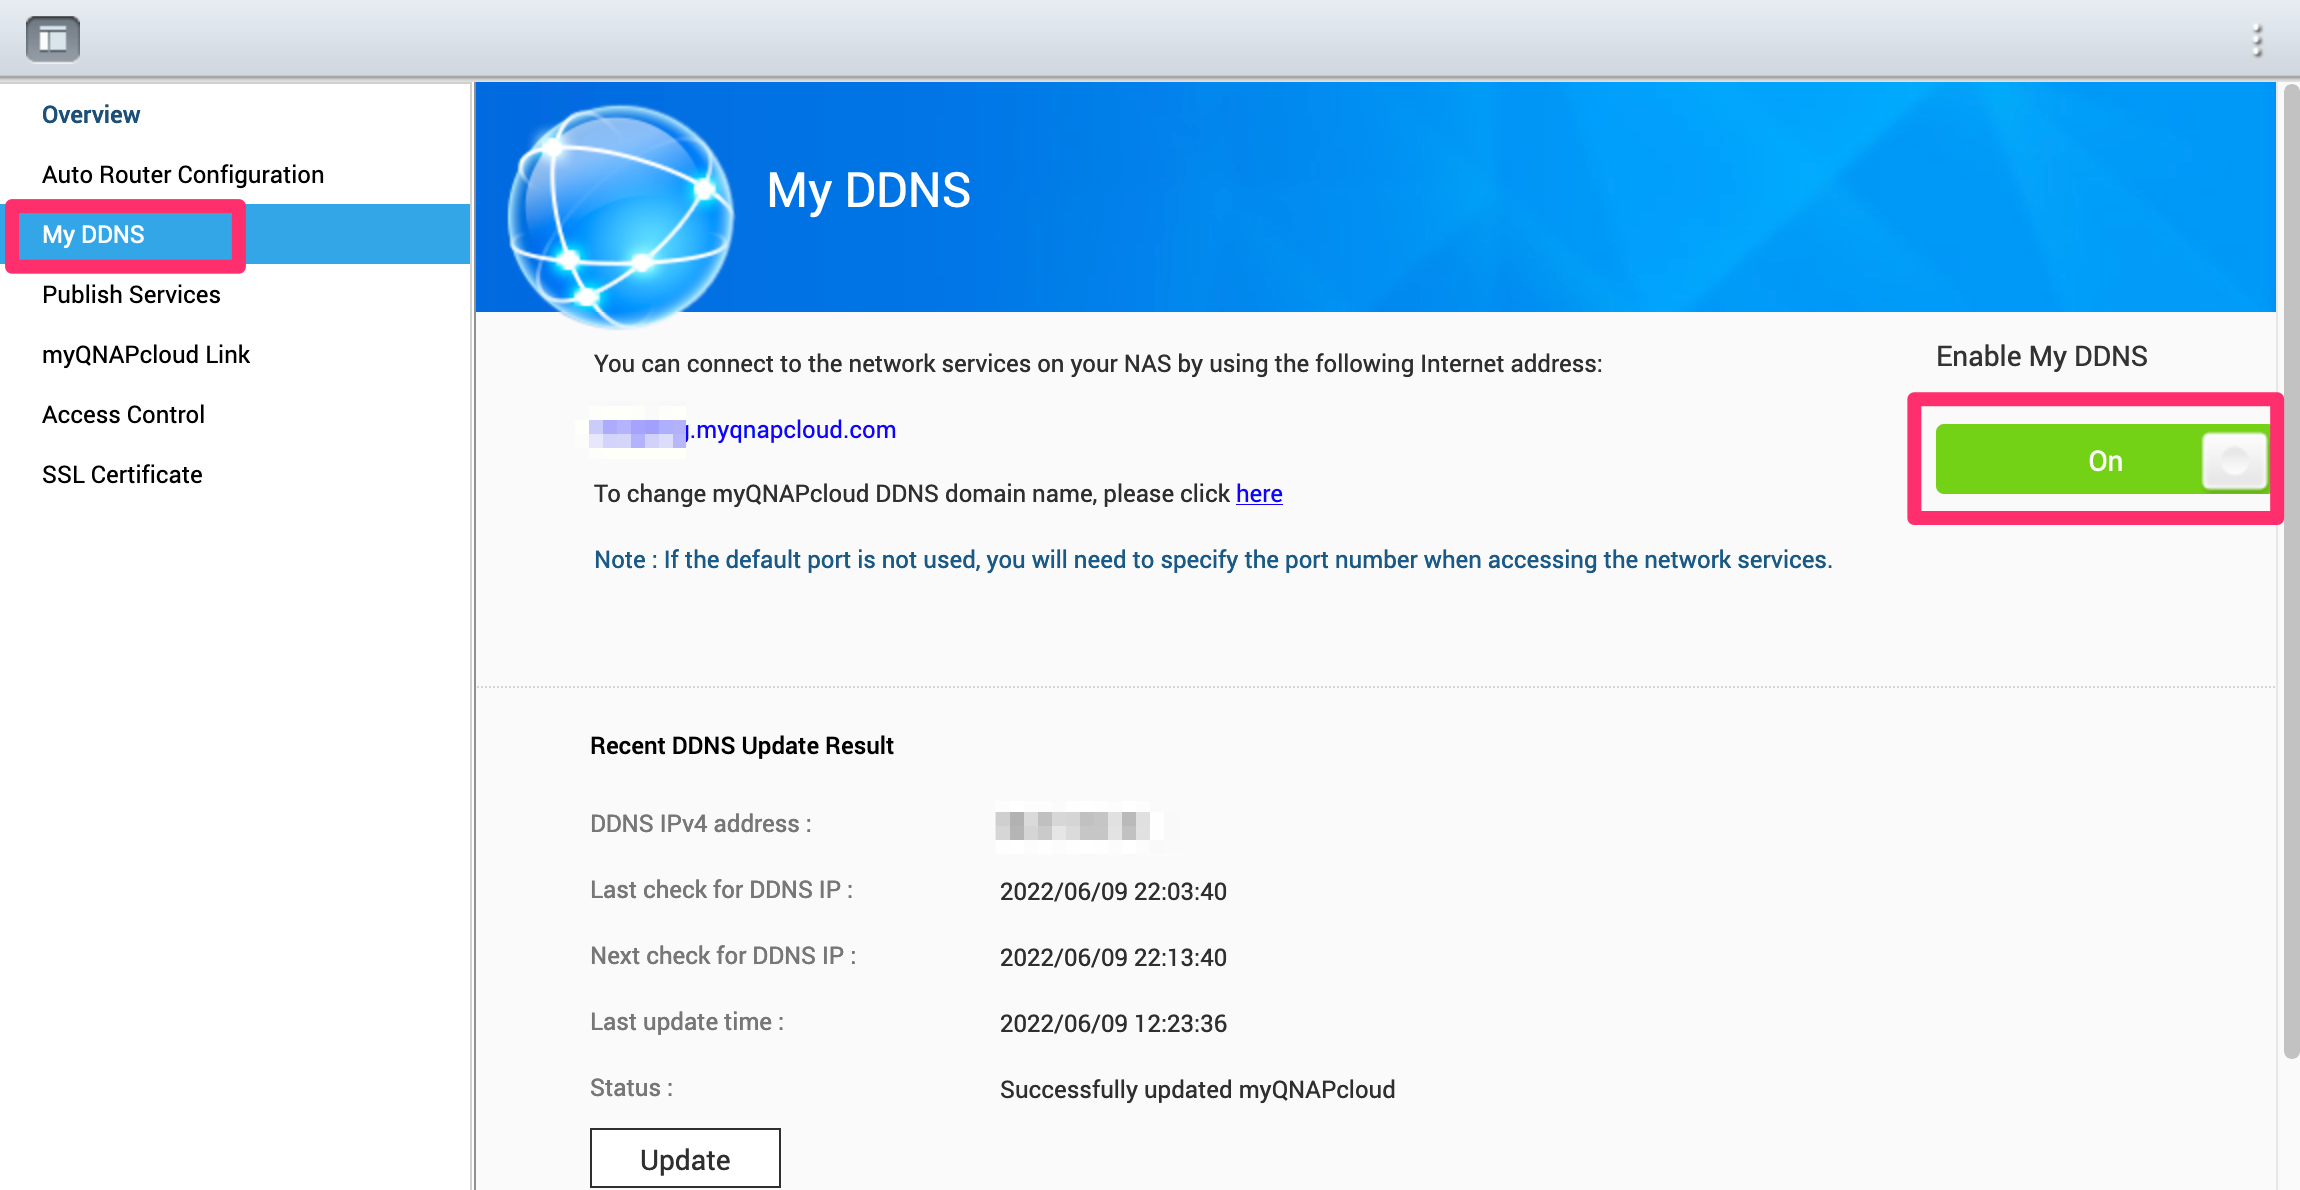 Overview
Auto Router Configuration
My DDNS
Publish Services
myQNAPcloud Link
Access Control
SSL Certificate
My DDNS
You can connect to the network services on your NAS by using the following Internet address:
.myqnapcloud.com
To change myQNAPcloud DDNS domain name, please click here
Note : If the default port is not used, you will need to specify the port number when accessing the network services.
Enable My DDNS
On
Recent DDNS Update Result
DDNS IPv4 address :
Last check for DDNS IP : 2022/06/09 22:03:40
Next check for DDNS IP : 2022/06/09 22:13:40
Last update time : 2022/06/09 12:23:36
Status : Successfully updated myQNAPcloud
Update